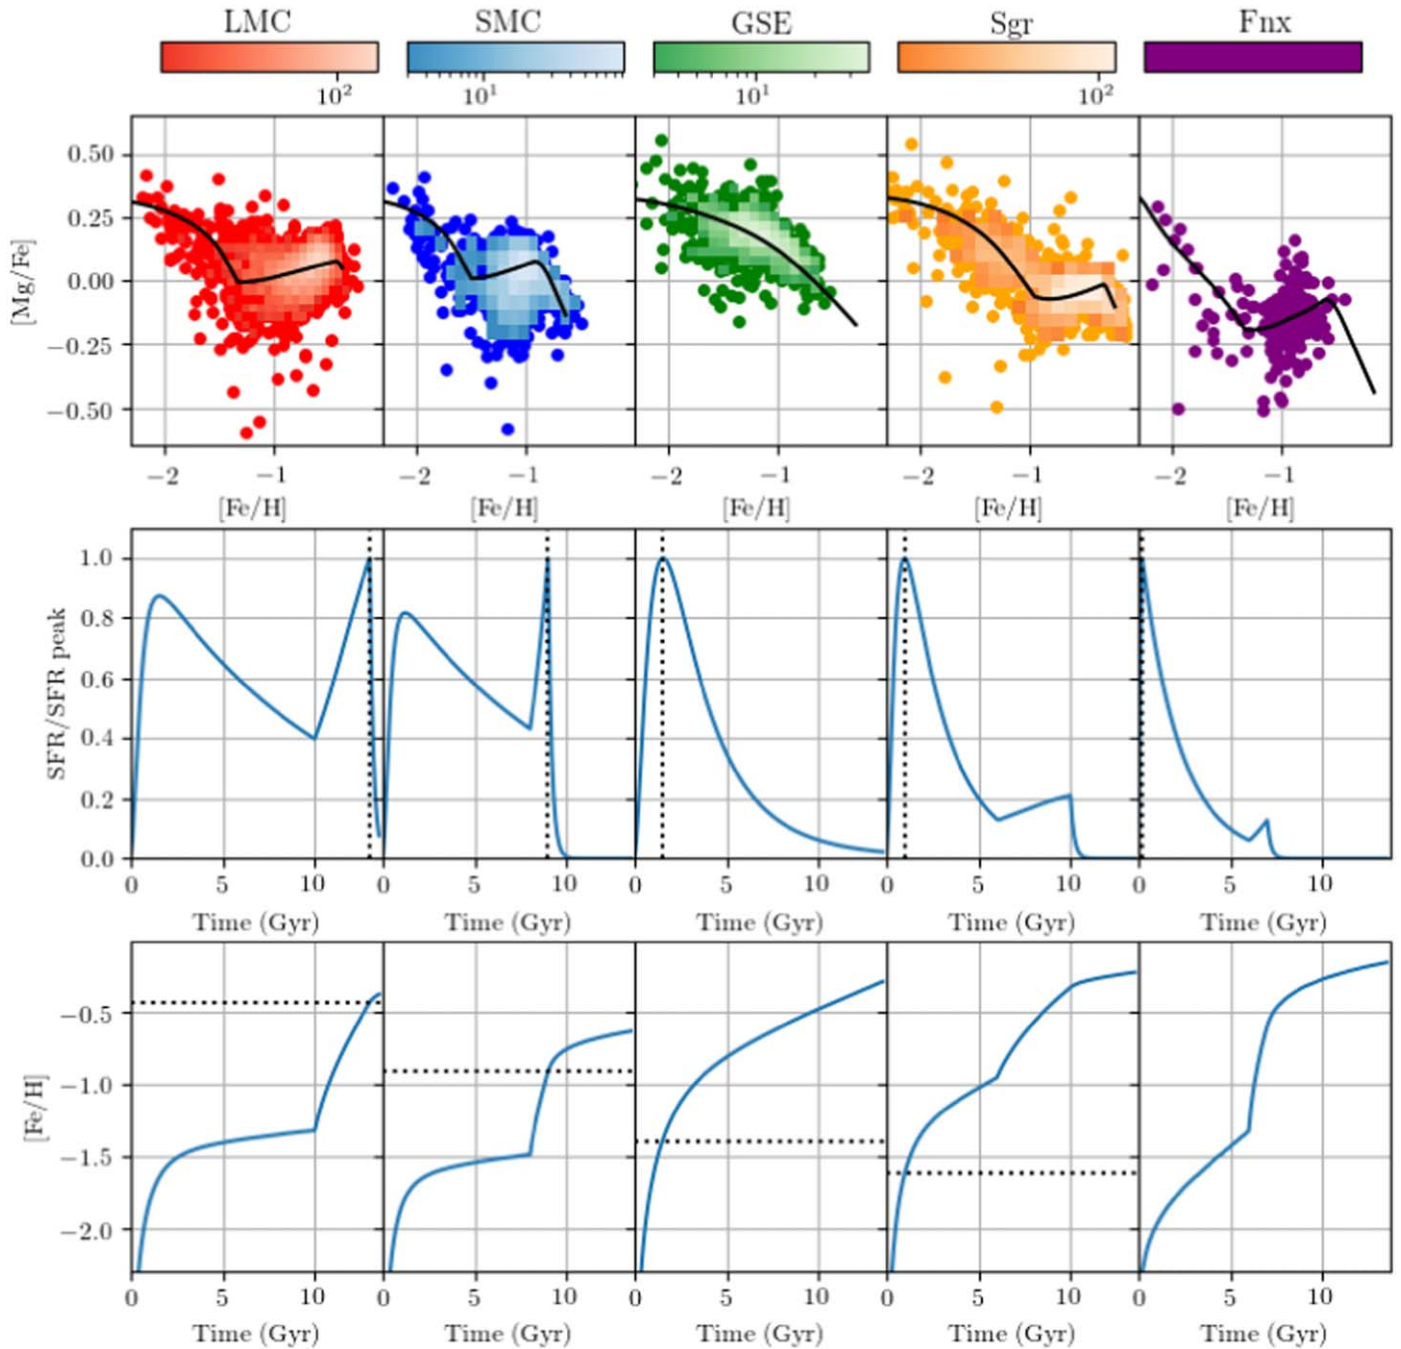 LMC SMC GSE Sgr Fnx
10² 10¹ 10¹ 10²
[Mg/Fe]
0.50
0.25
0.00
−0.25
−0.50
−2 −1 −2 −1 −2 −1 −2 −1 −2 −1
[Fe/H] [Fe/H] [Fe/H] [Fe/H] [Fe/H]
SFR/SFR peak
1.0
0.8
0.6
0.4
0.2
0.0
0 5 10 0 5 10 0 5 10 0 5 10 0 5 10
Time (Gyr) Time (Gyr) Time (Gyr) Time (Gyr) Time (Gyr)
[Fe/H]
−0.5
−1.0
−1.5
−2.0
0 5 10 0 5 10 0 5 10 0 5 10 0 5 10
Time (Gyr) Time (Gyr) Time (Gyr) Time (Gyr) Time (Gyr)